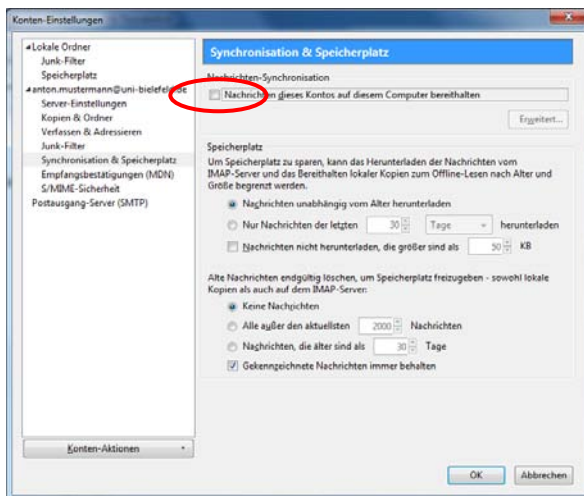 Konten-Einstellungen
Lokale Ordner
Junk-Filter
Speicherplatz
anton.mustermann@uni-bielefeld.de
Server-Einstellungen
Kopien & Ordner
Verfassen & Adressieren
Junk-Filter
Synchronisation & Speicherplatz
Empfangsbestätigungen (MDN)
S/MIME-Sicherheit
Postausgang-Server (SMTP)
Konten-Aktionen
Synchronisation & Speicherplatz
Nachrichten-Synchronisation
Nachrichten dieses Kontos auf diesem Computer bereithalten
Erweitert...
Speicherplatz
Um Speicherplatz zu sparen, kann das Herunterladen der Nachrichten vom
IMAP-Server und das Bereithalten lokaler Kopien zum Offline-Lesen nach Alter und
Größe begrenzt werden.
Nachrichten unabhängig vom Alter herunterladen
Nur Nachrichten der letzten 30 Tage herunterladen
Nachrichten nicht herunterladen, die größer sind als 50 KB
Alte Nachrichten endgültig löschen, um Speicherplatz freizugeben - sowohl lokale
Kopien als auch auf dem IMAP-Server:
Keine Nachrichten
Alle außer den aktuellsten 2000 Nachrichten
Nachrichten, die älter sind als 30 Tage
Gekennzeichnete Nachrichten immer behalten
OK Abbrechen